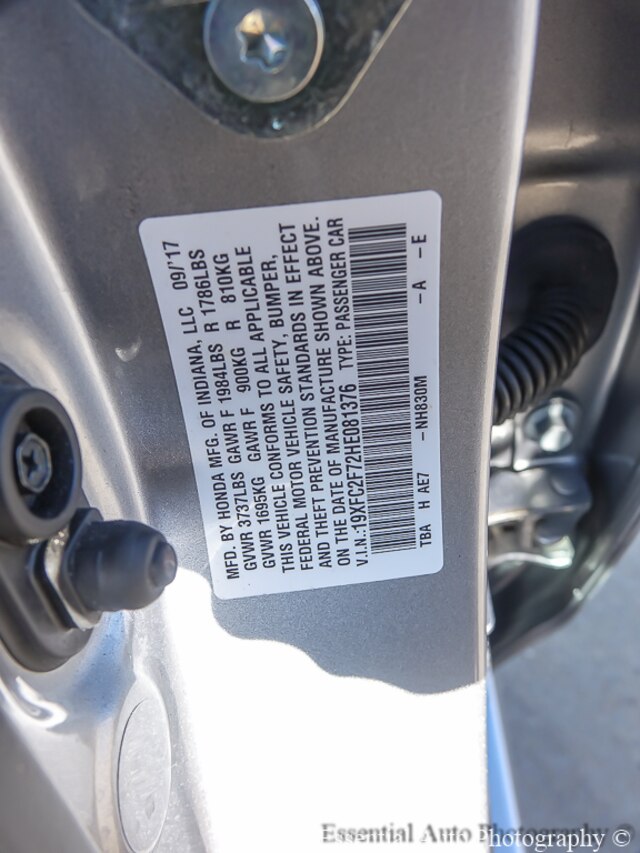 MFD. BY HONDA MFG. OF INDIANA, LLC 09/'17
GVWR 3737LBS GAWR F 1984LBS R 1786LBS
GVWR 1695KG GAWR F 900KG R 810KG
THIS VEHICLE CONFORMS TO ALL APPLICABLE
FEDERAL MOTOR VEHICLE SAFETY, BUMPER,
AND THEFT PREVENTION STANDARDS IN EFFECT
ON THE DATE OF MANUFACTURE SHOWN ABOVE.
V.I.N.:19XFC2F72HE081376 TYPE: PASSENGER CAR
TBA H AE7 -NH830M -A -E
Essential Auto Photography ©
Photography ©